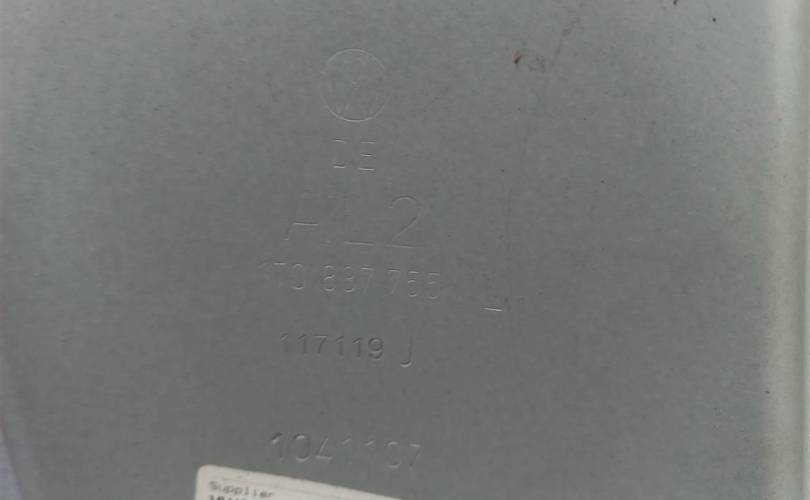 DE
AL2
1T0 837 755
117119 J
1041107
Supplier